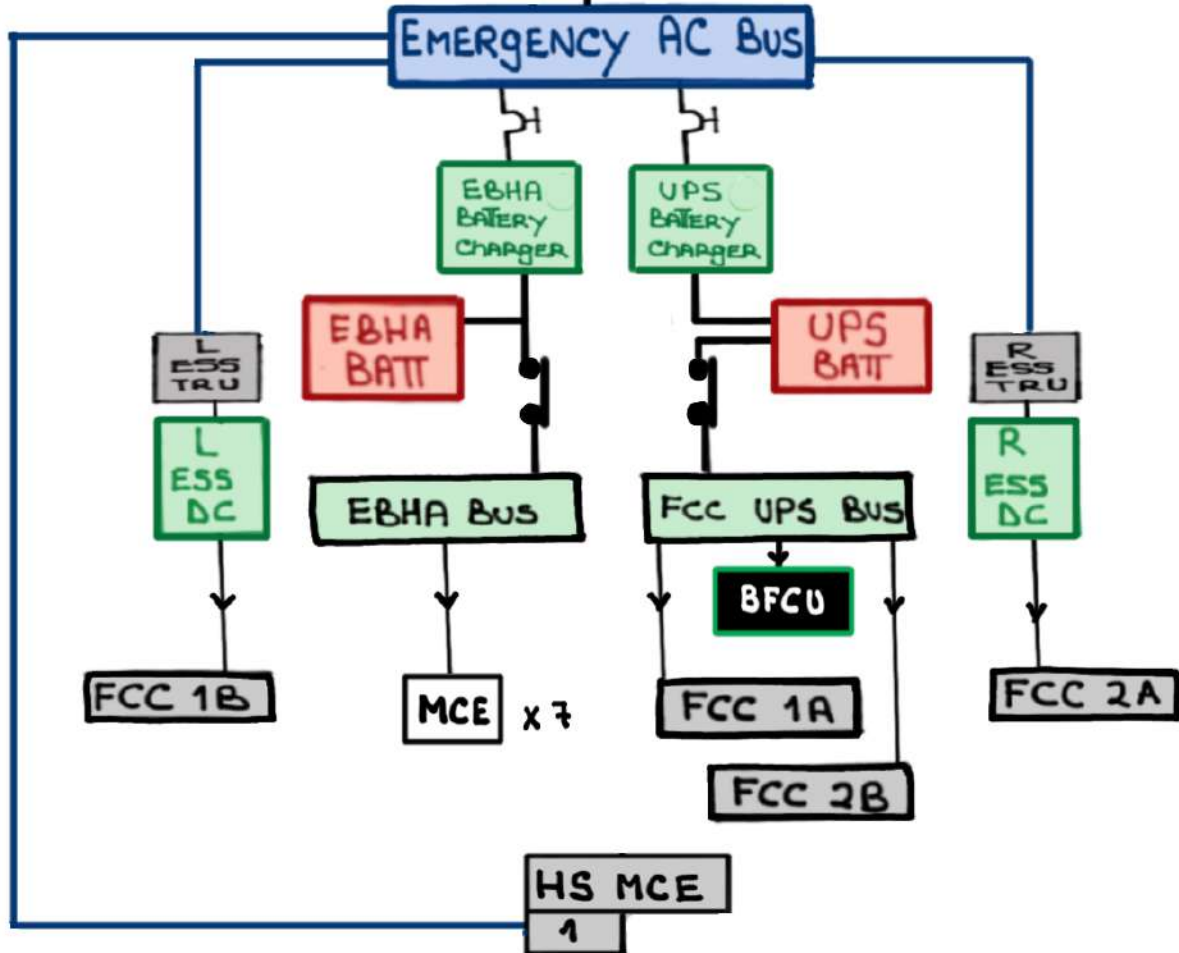 EMERgENCY AC BUS
EBHA
BATTERY
CHARgER
UPS
BATTERY
CHARgER
EBHA
BATT
UPS
BATT
L
ESS
TRU
R
ESS
TRU
L
ESS
DC
R
ESS
DC
EBHA BUS
FCC UPS BUS
BFCU
FCC 1B
MCE x 7
FCC 1A
FCC 2A
FCC 2B
HS MCE
1